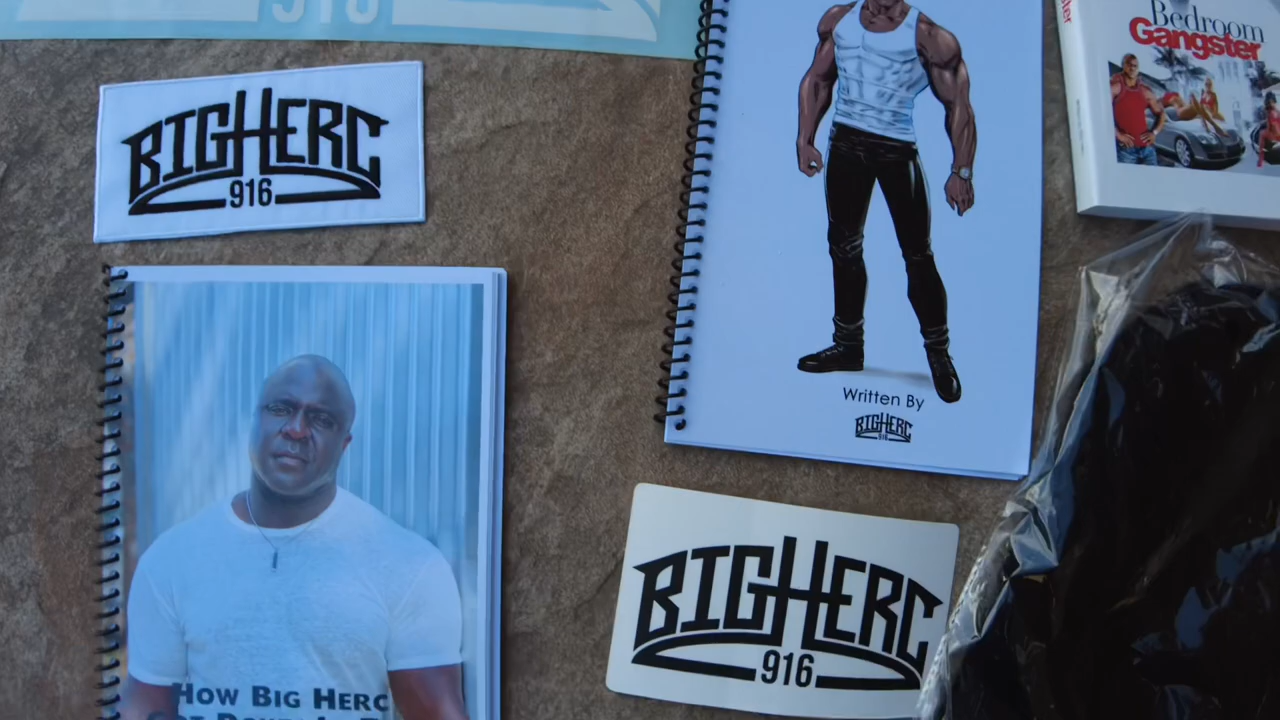 916
Bedroom
Gangster
BIGHERC
916
Written By
BIGHERC
916
BIGHERC
916
HOW BIG HERC